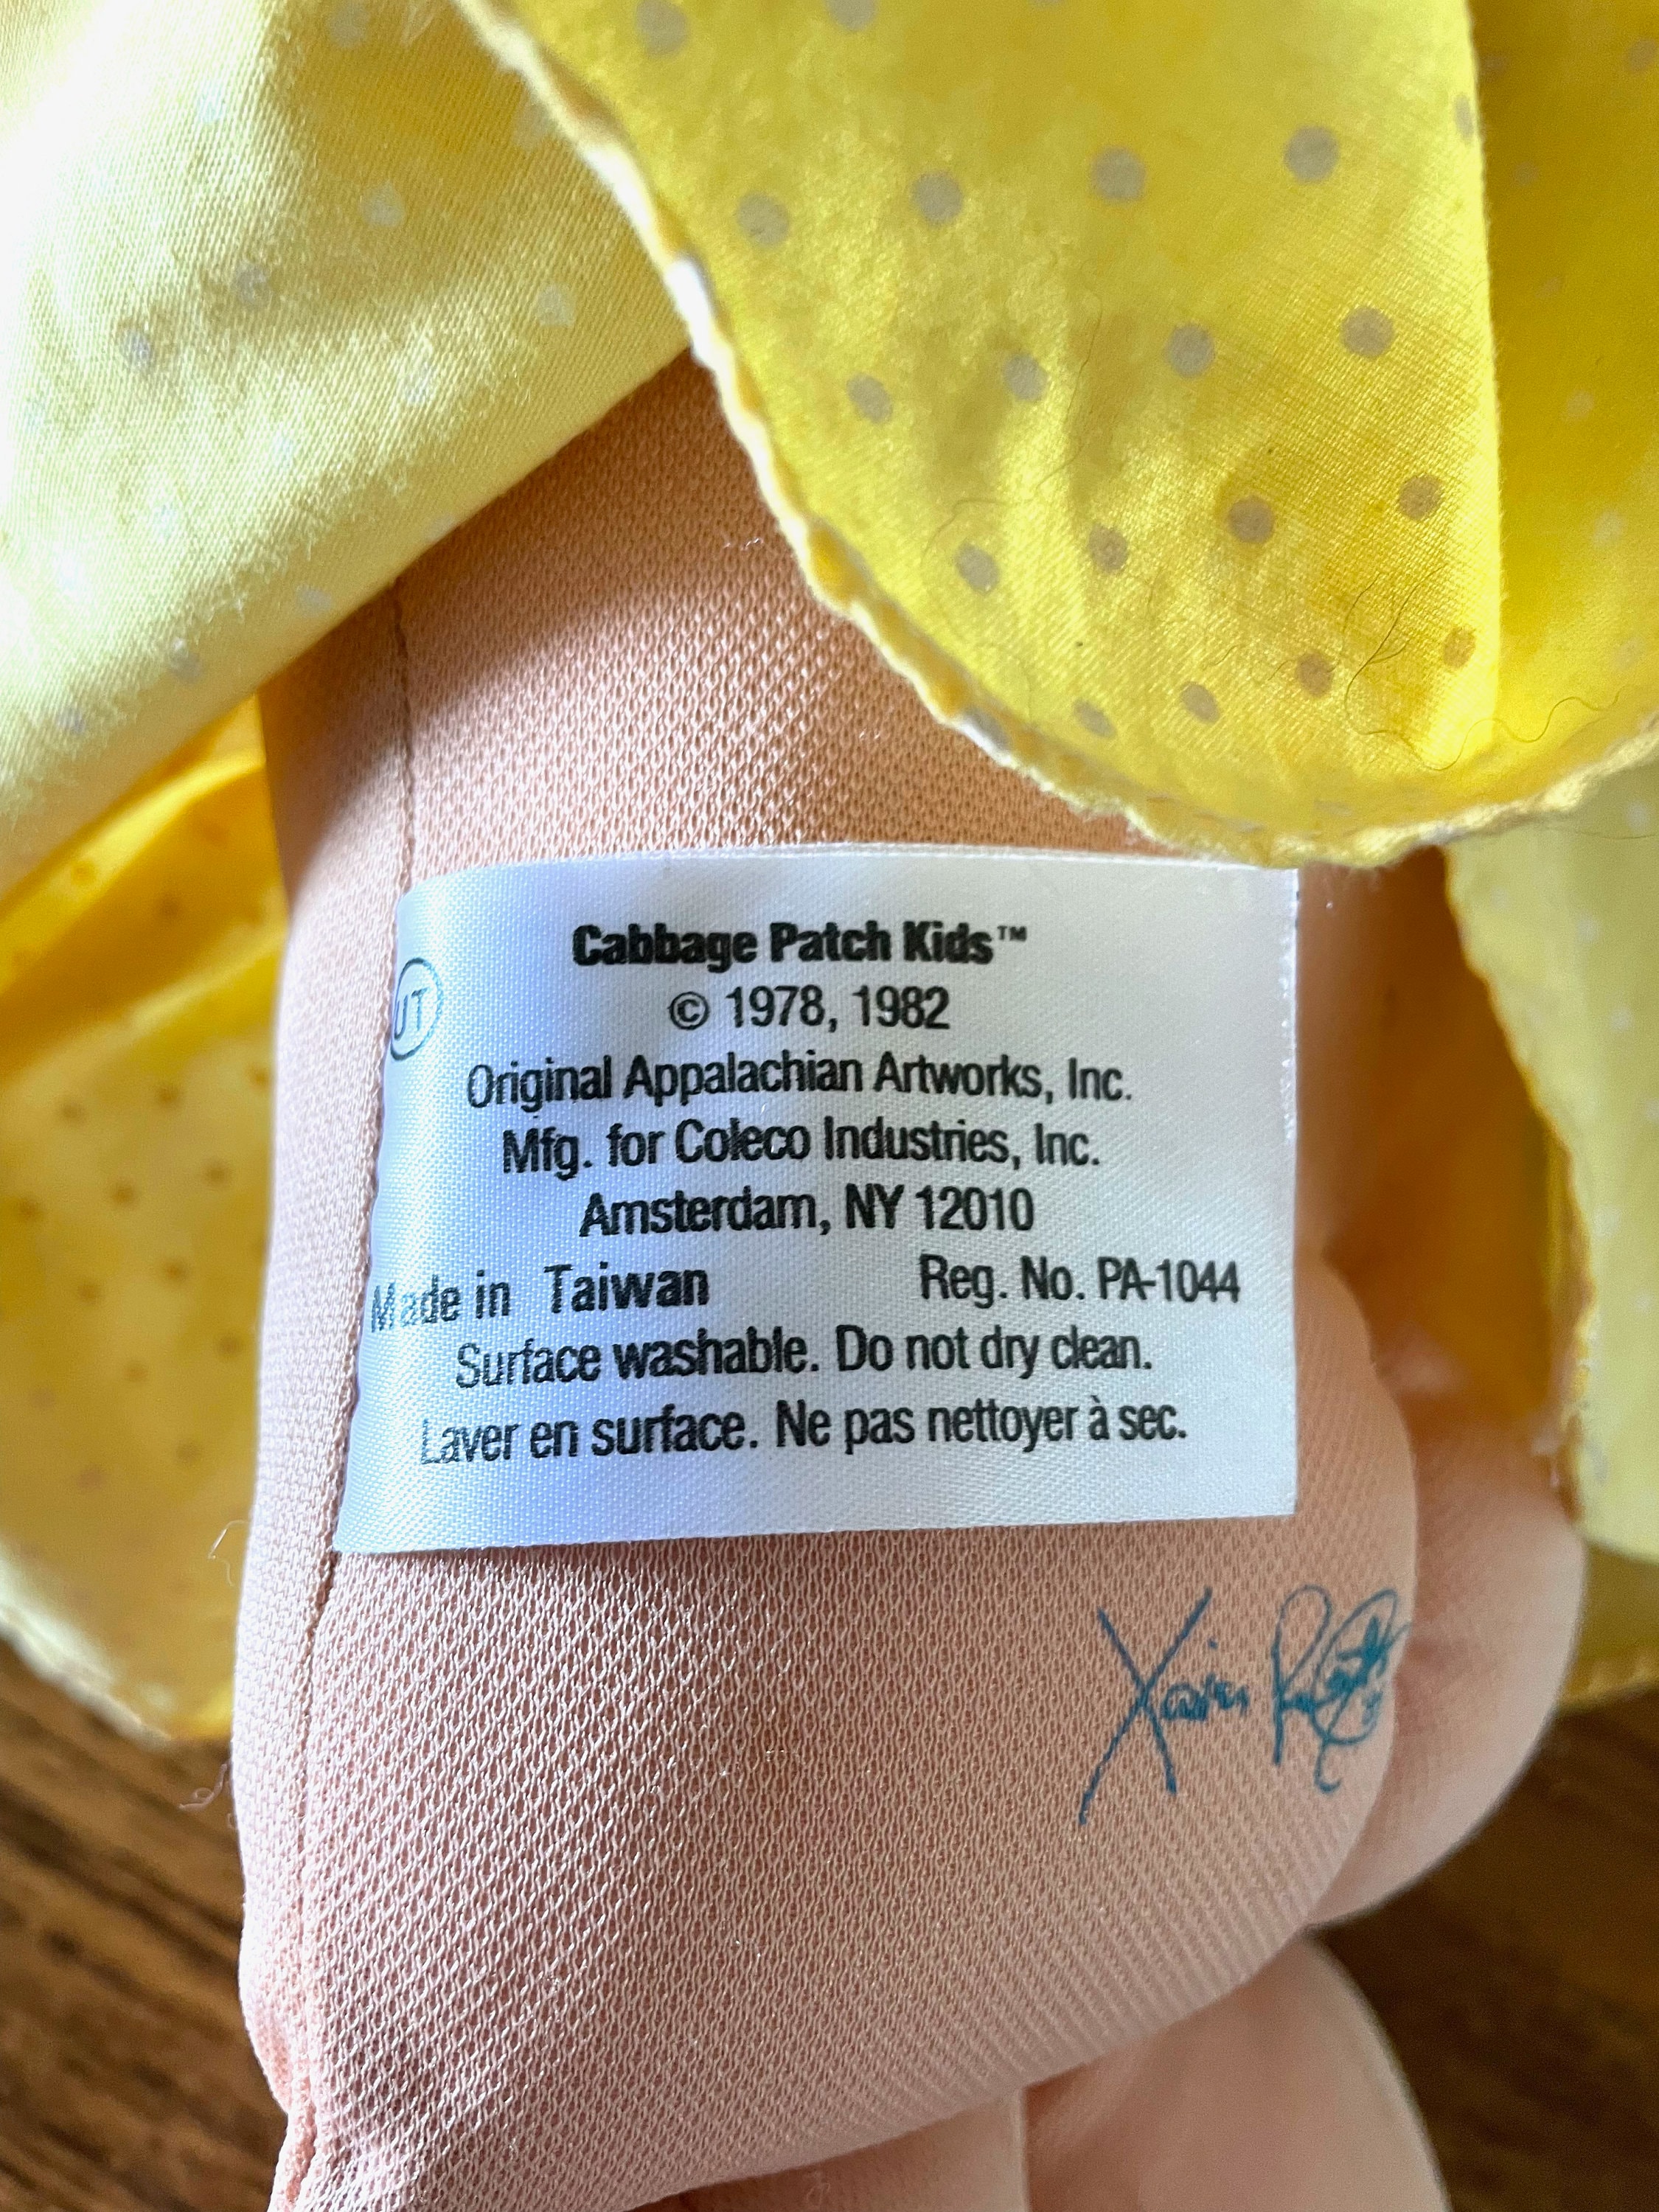 Cabbage Patch Kids™
UT
© 1978, 1982
Original Appalachian Artworks, Inc.
Mfg. for Coleco Industries, Inc.
Amsterdam, NY 12010
Made in Taiwan Reg. No. PA-1044
Surface washable. Do not dry clean.
Laver en surface. Ne pas nettoyer à sec.
Xavier Roberts